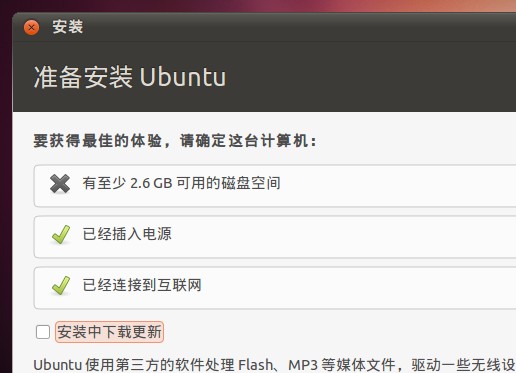 安装
准备安装 Ubuntu
要获得最佳的体验，请确定这台计算机：
有至少 2.6 GB 可用的磁盘空间
已经插入电源
已经连接到互联网
安装中下载更新
Ubuntu 使用第三方的软件处理 Flash、MP3 等媒体文件，驱动一些无线设